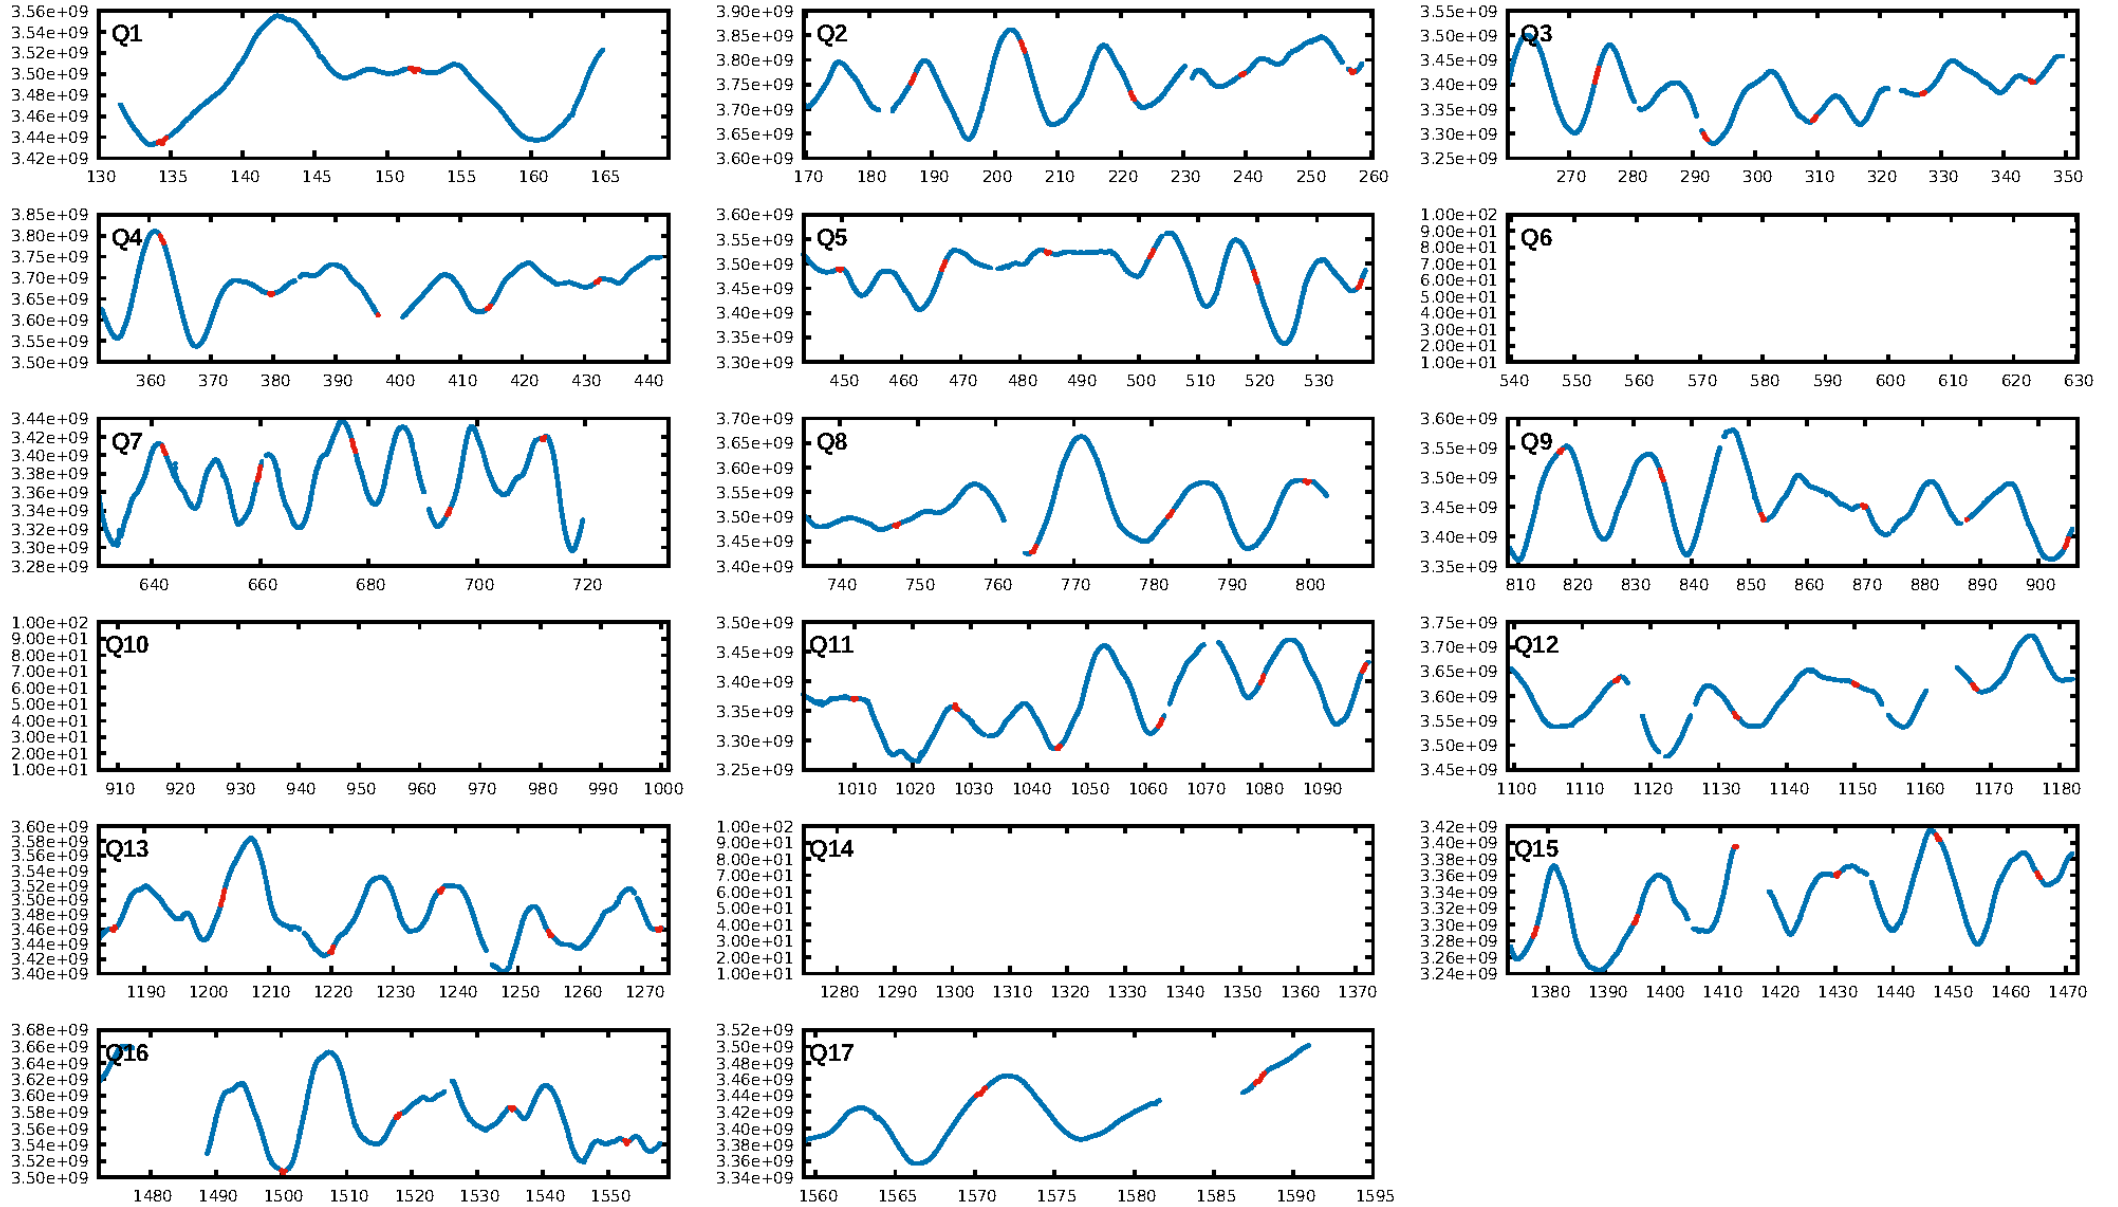 Q1
3.56e+09
3.54e+09
3.52e+09
3.50e+09
3.48e+09
3.46e+09
3.44e+09
3.42e+09
130 135 140 145 150 155 160 165
Q2
3.90e+09
3.85e+09
3.80e+09
3.75e+09
3.70e+09
3.65e+09
3.60e+09
170 180 190 200 210 220 230 240 250 260
Q3
3.55e+09
3.50e+09
3.45e+09
3.40e+09
3.35e+09
3.30e+09
3.25e+09
270 280 290 300 310 320 330 340 350
Q4
3.85e+09
3.80e+09
3.75e+09
3.70e+09
3.65e+09
3.60e+09
3.55e+09
3.50e+09
360 370 380 390 400 410 420 430 440
Q5
3.60e+09
3.55e+09
3.50e+09
3.45e+09
3.40e+09
3.35e+09
3.30e+09
450 460 470 480 490 500 510 520 530
Q6
1.00e+02
9.00e+01
8.00e+01
7.00e+01
6.00e+01
5.00e+01
4.00e+01
3.00e+01
2.00e+01
1.00e+01
540 550 560 570 580 590 600 610 620 630
Q7
3.44e+09
3.42e+09
3.40e+09
3.38e+09
3.36e+09
3.34e+09
3.32e+09
3.30e+09
3.28e+09
640 660 680 700 720
Q8
3.70e+09
3.65e+09
3.60e+09
3.55e+09
3.50e+09
3.45e+09
3.40e+09
740 750 760 770 780 790 800
Q9
3.60e+09
3.55e+09
3.50e+09
3.45e+09
3.40e+09
3.35e+09
810 820 830 840 850 860 870 880 890 900
Q10
1.00e+02
9.00e+01
8.00e+01
7.00e+01
6.00e+01
5.00e+01
4.00e+01
3.00e+01
2.00e+01
1.00e+01
910 920 930 940 950 960 970 980 990 1000
Q11
3.50e+09
3.45e+09
3.40e+09
3.35e+09
3.30e+09
3.25e+09
1010 1020 1030 1040 1050 1060 1070 1080 1090
Q12
3.75e+09
3.70e+09
3.65e+09
3.60e+09
3.55e+09
3.50e+09
3.45e+09
1100 1110 1120 1130 1140 1150 1160 1170 1180
Q13
3.60e+09
3.58e+09
3.56e+09
3.54e+09
3.52e+09
3.50e+09
3.48e+09
3.46e+09
3.44e+09
3.42e+09
3.40e+09
1190 1200 1210 1220 1230 1240 1250 1260 1270
Q14
1.00e+02
9.00e+01
8.00e+01
7.00e+01
6.00e+01
5.00e+01
4.00e+01
3.00e+01
2.00e+01
1.00e+01
1280 1290 1300 1310 1320 1330 1340 1350 1360 1370
Q15
3.42e+09
3.40e+09
3.38e+09
3.36e+09
3.34e+09
3.32e+09
3.30e+09
3.28e+09
3.26e+09
3.24e+09
1380 1390 1400 1410 1420 1430 1440 1450 1460 1470
Q16
3.68e+09
3.66e+09
3.64e+09
3.62e+09
3.60e+09
3.58e+09
3.56e+09
3.54e+09
3.52e+09
3.50e+09
1480 1490 1500 1510 1520 1530 1540 1550
Q17
3.52e+09
3.50e+09
3.48e+09
3.46e+09
3.44e+09
3.42e+09
3.40e+09
3.38e+09
3.36e+09
3.34e+09
1560 1565 1570 1575 1580 1585 1590 1595